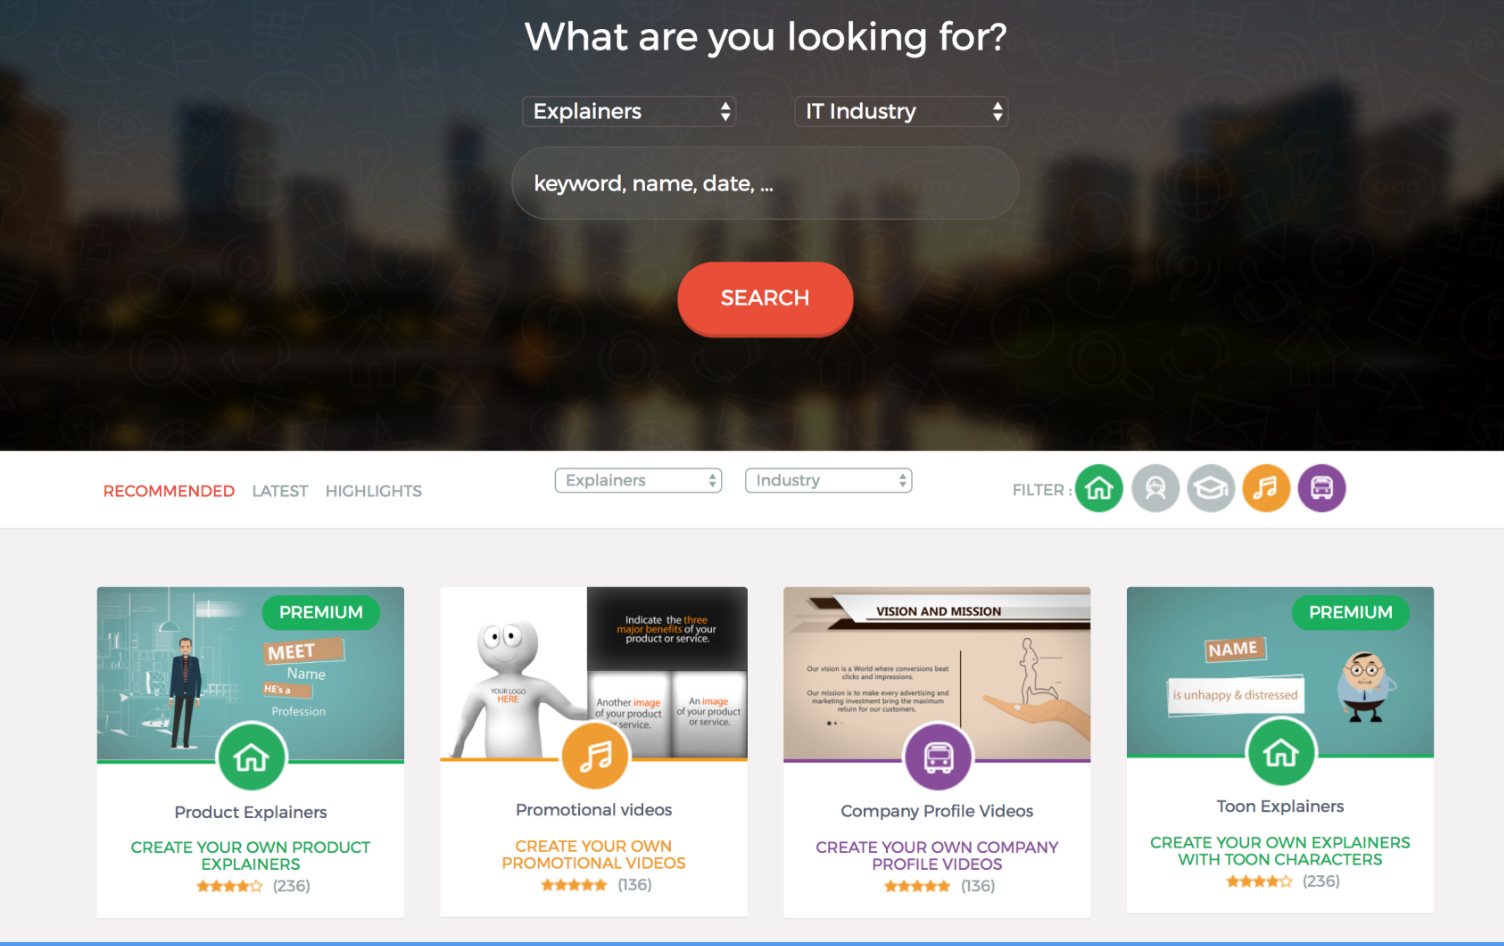 What are you looking for?
Explainers
IT Industry
keyword, name, date, ...
SEARCH
RECOMMENDED
LATEST
HIGHLIGHTS
Explainers
Industry
FILTER :
PREMIUM
MEET
Name
HE's a
Profession
Product Explainers
CREATE YOUR OWN PRODUCT
EXPLAINERS
(236)
YOUR LOGO
HERE
Indicate the three
major benefits of your
product or service.
Another image
of your product
service.
An image
of your product
or service.
Promotional videos
CREATE YOUR OWN
PROMOTIONAL VIDEOS
(136)
VISION AND MISSION
Our vision is a World where conversions beat
clicks and impressions.
Our mission is to make every advertising and
marketing investment bring the maximum
return for our customers.
Company Profile Videos
CREATE YOUR OWN COMPANY
PROFILE VIDEOS
(136)
PREMIUM
NAME
is unhappy & distressed
Toon Explainers
CREATE YOUR OWN EXPLAINERS
WITH TOON CHARACTERS
(236)